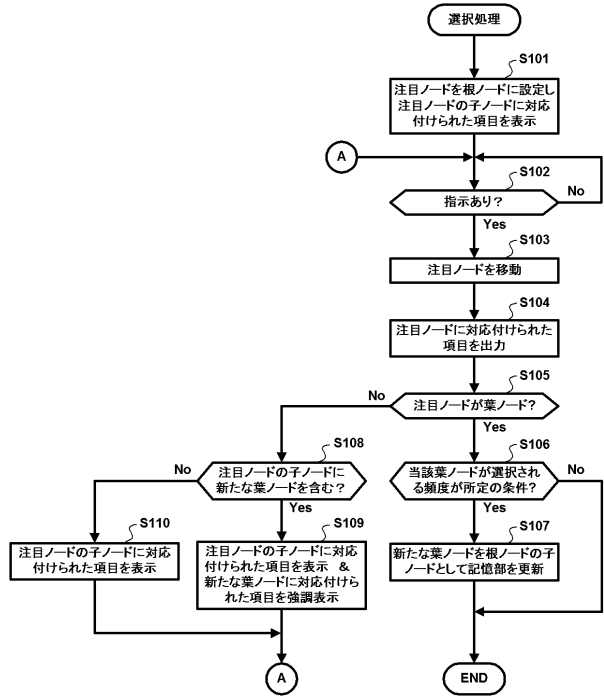 選択処理
S101
注目ノードを根ノードに設定し
注目ノードの子ノードに対応
付けられた項目を表示
A
S102
指示あり？
No
Yes
S103
注目ノードを移動
S104
注目ノードに対応付けられた
項目を出力
S105
注目ノードが葉ノード？
No
Yes
S108
注目ノードの子ノードに
新たな葉ノードを含む？
No
Yes
S106
当該葉ノードが選択され
る頻度が所定の条件？
No
Yes
S110
注目ノードの子ノードに対応
付けられた項目を表示
S109
注目ノードの子ノードに対応
付けられた項目を表示　&
新たな葉ノードに対応付けら
れた項目を強調表示
S107
新たな葉ノードを根ノードの子
ノードとして記憶部を更新
A
END